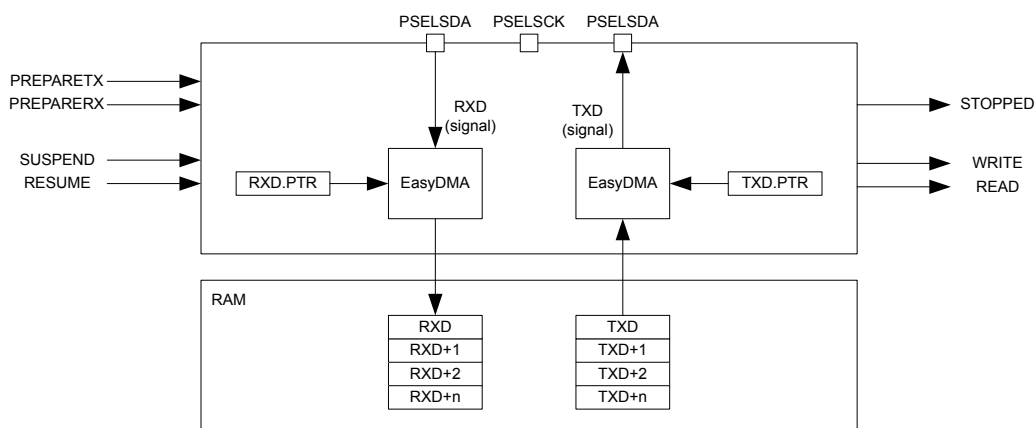 PSELSDA PSELSCK PSELSDA
PREPARETX
PREPARERX
SUSPEND
RESUME
RXD
(signal)
TXD
(signal)
STOPPED
WRITE
READ
RXD.PTR
EasyDMA
EasyDMA
TXD.PTR
RAM
RXD
RXD+1
RXD+2
RXD+n
TXD
TXD+1
TXD+2
TXD+n